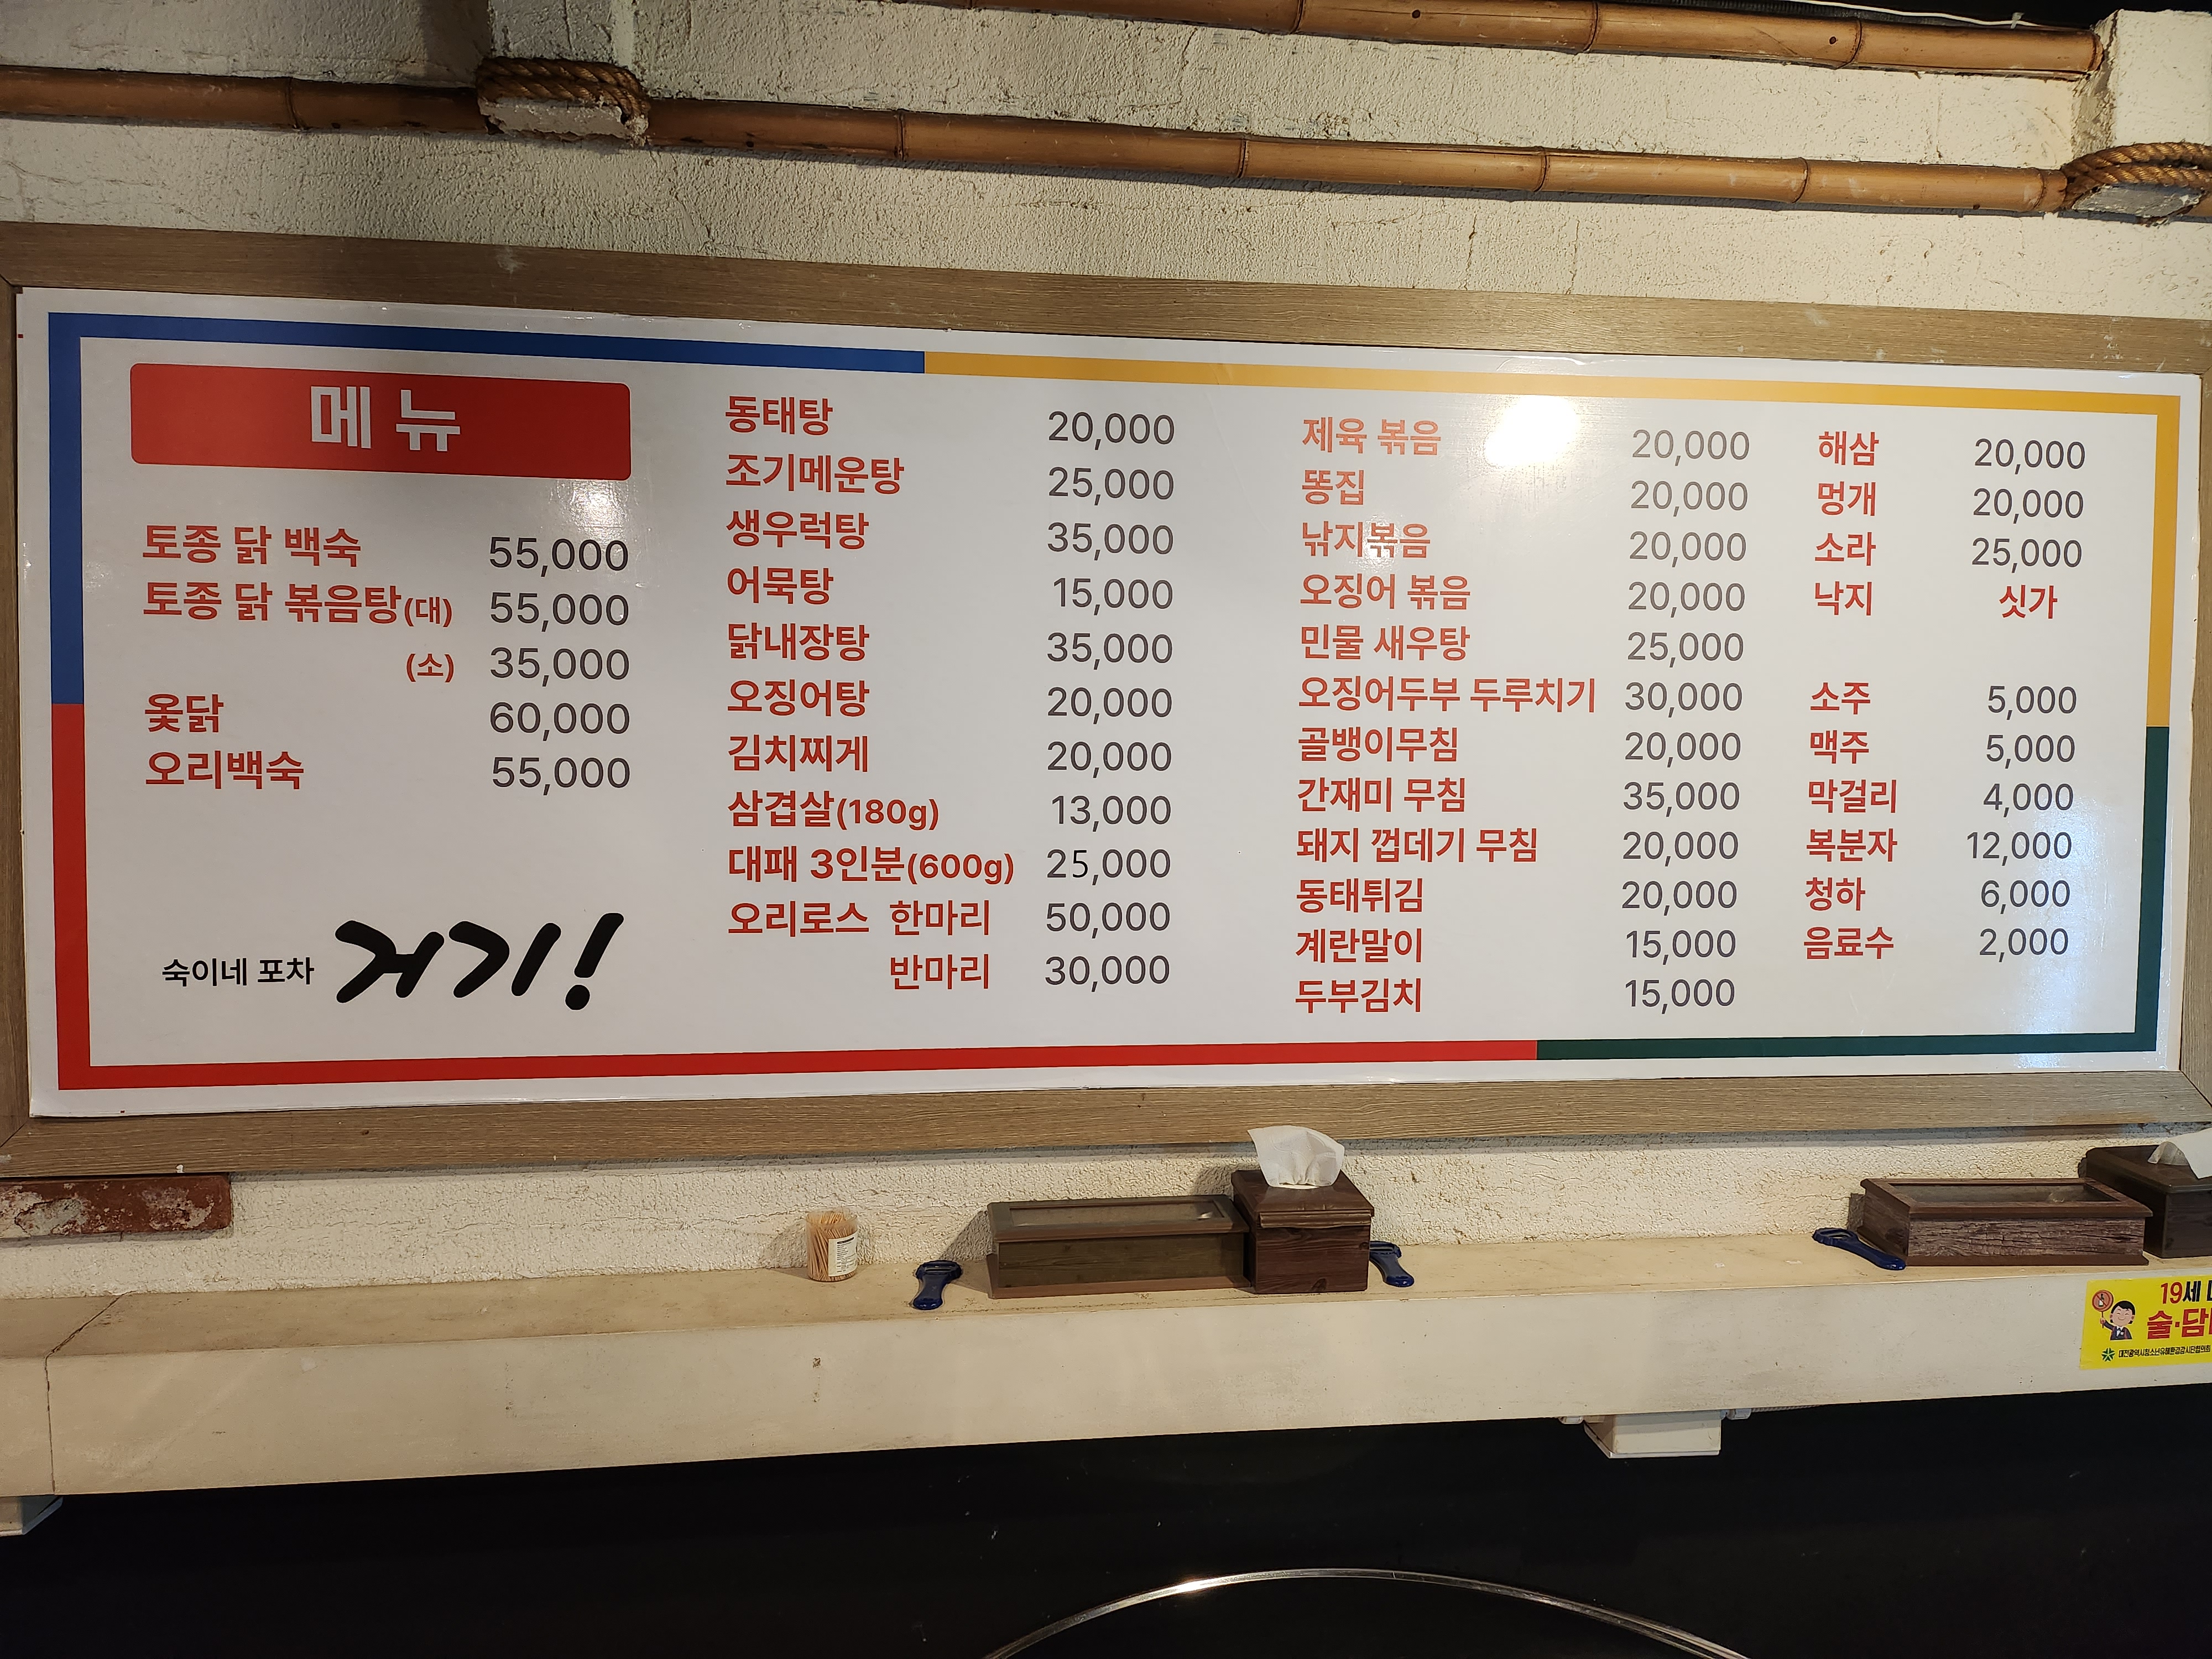 메뉴
토종 닭 백숙 55,000
토종 닭 볶음탕(대) 55,000
(소) 35,000
옻닭 60,000
오리백숙 55,000
숙이네 포차
동태탕 20,000
조기메운탕 25,000
생우럭탕 35,000
어묵탕 15,000
닭내장탕 35,000
오징어탕 20,000
김치찌게 20,000
삼겹살(180g) 13,000
대패 3인분(600g) 25,000
오리로스 한마리 50,000
반마리 30,000
제육 볶음 20,000
똥집 20,000
낚지볶음 20,000
오징어 볶음 20,000
민물 새우탕 25,000
오징어두부 두루치기 30,000
골뱅이무침 20,000
간재미 무침 35,000
돼지 껍데기 무침 20,000
동태튀김 20,000
계란말이 15,000
두부김치 15,000
해삼 20,000
멍개 20,000
소라 25,000
낙지 싯가
소주 5,000
맥주 5,000
막걸리 4,000
복분자 12,000
청하 6,000
음료수 2,000
19세
술·담